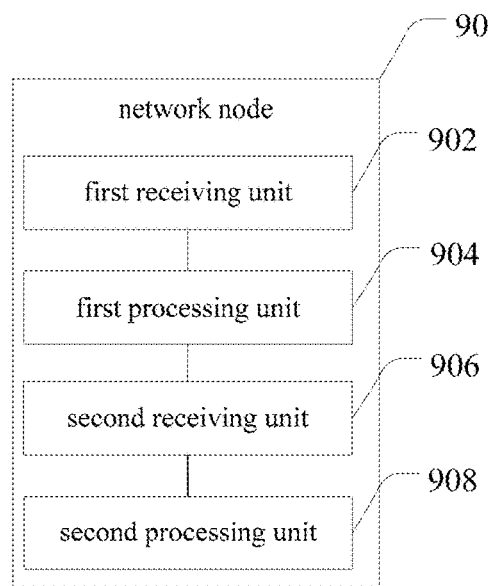 90
network node
902
first receiving unit
904
first processing unit
906
second receiving unit
908
second processing unit